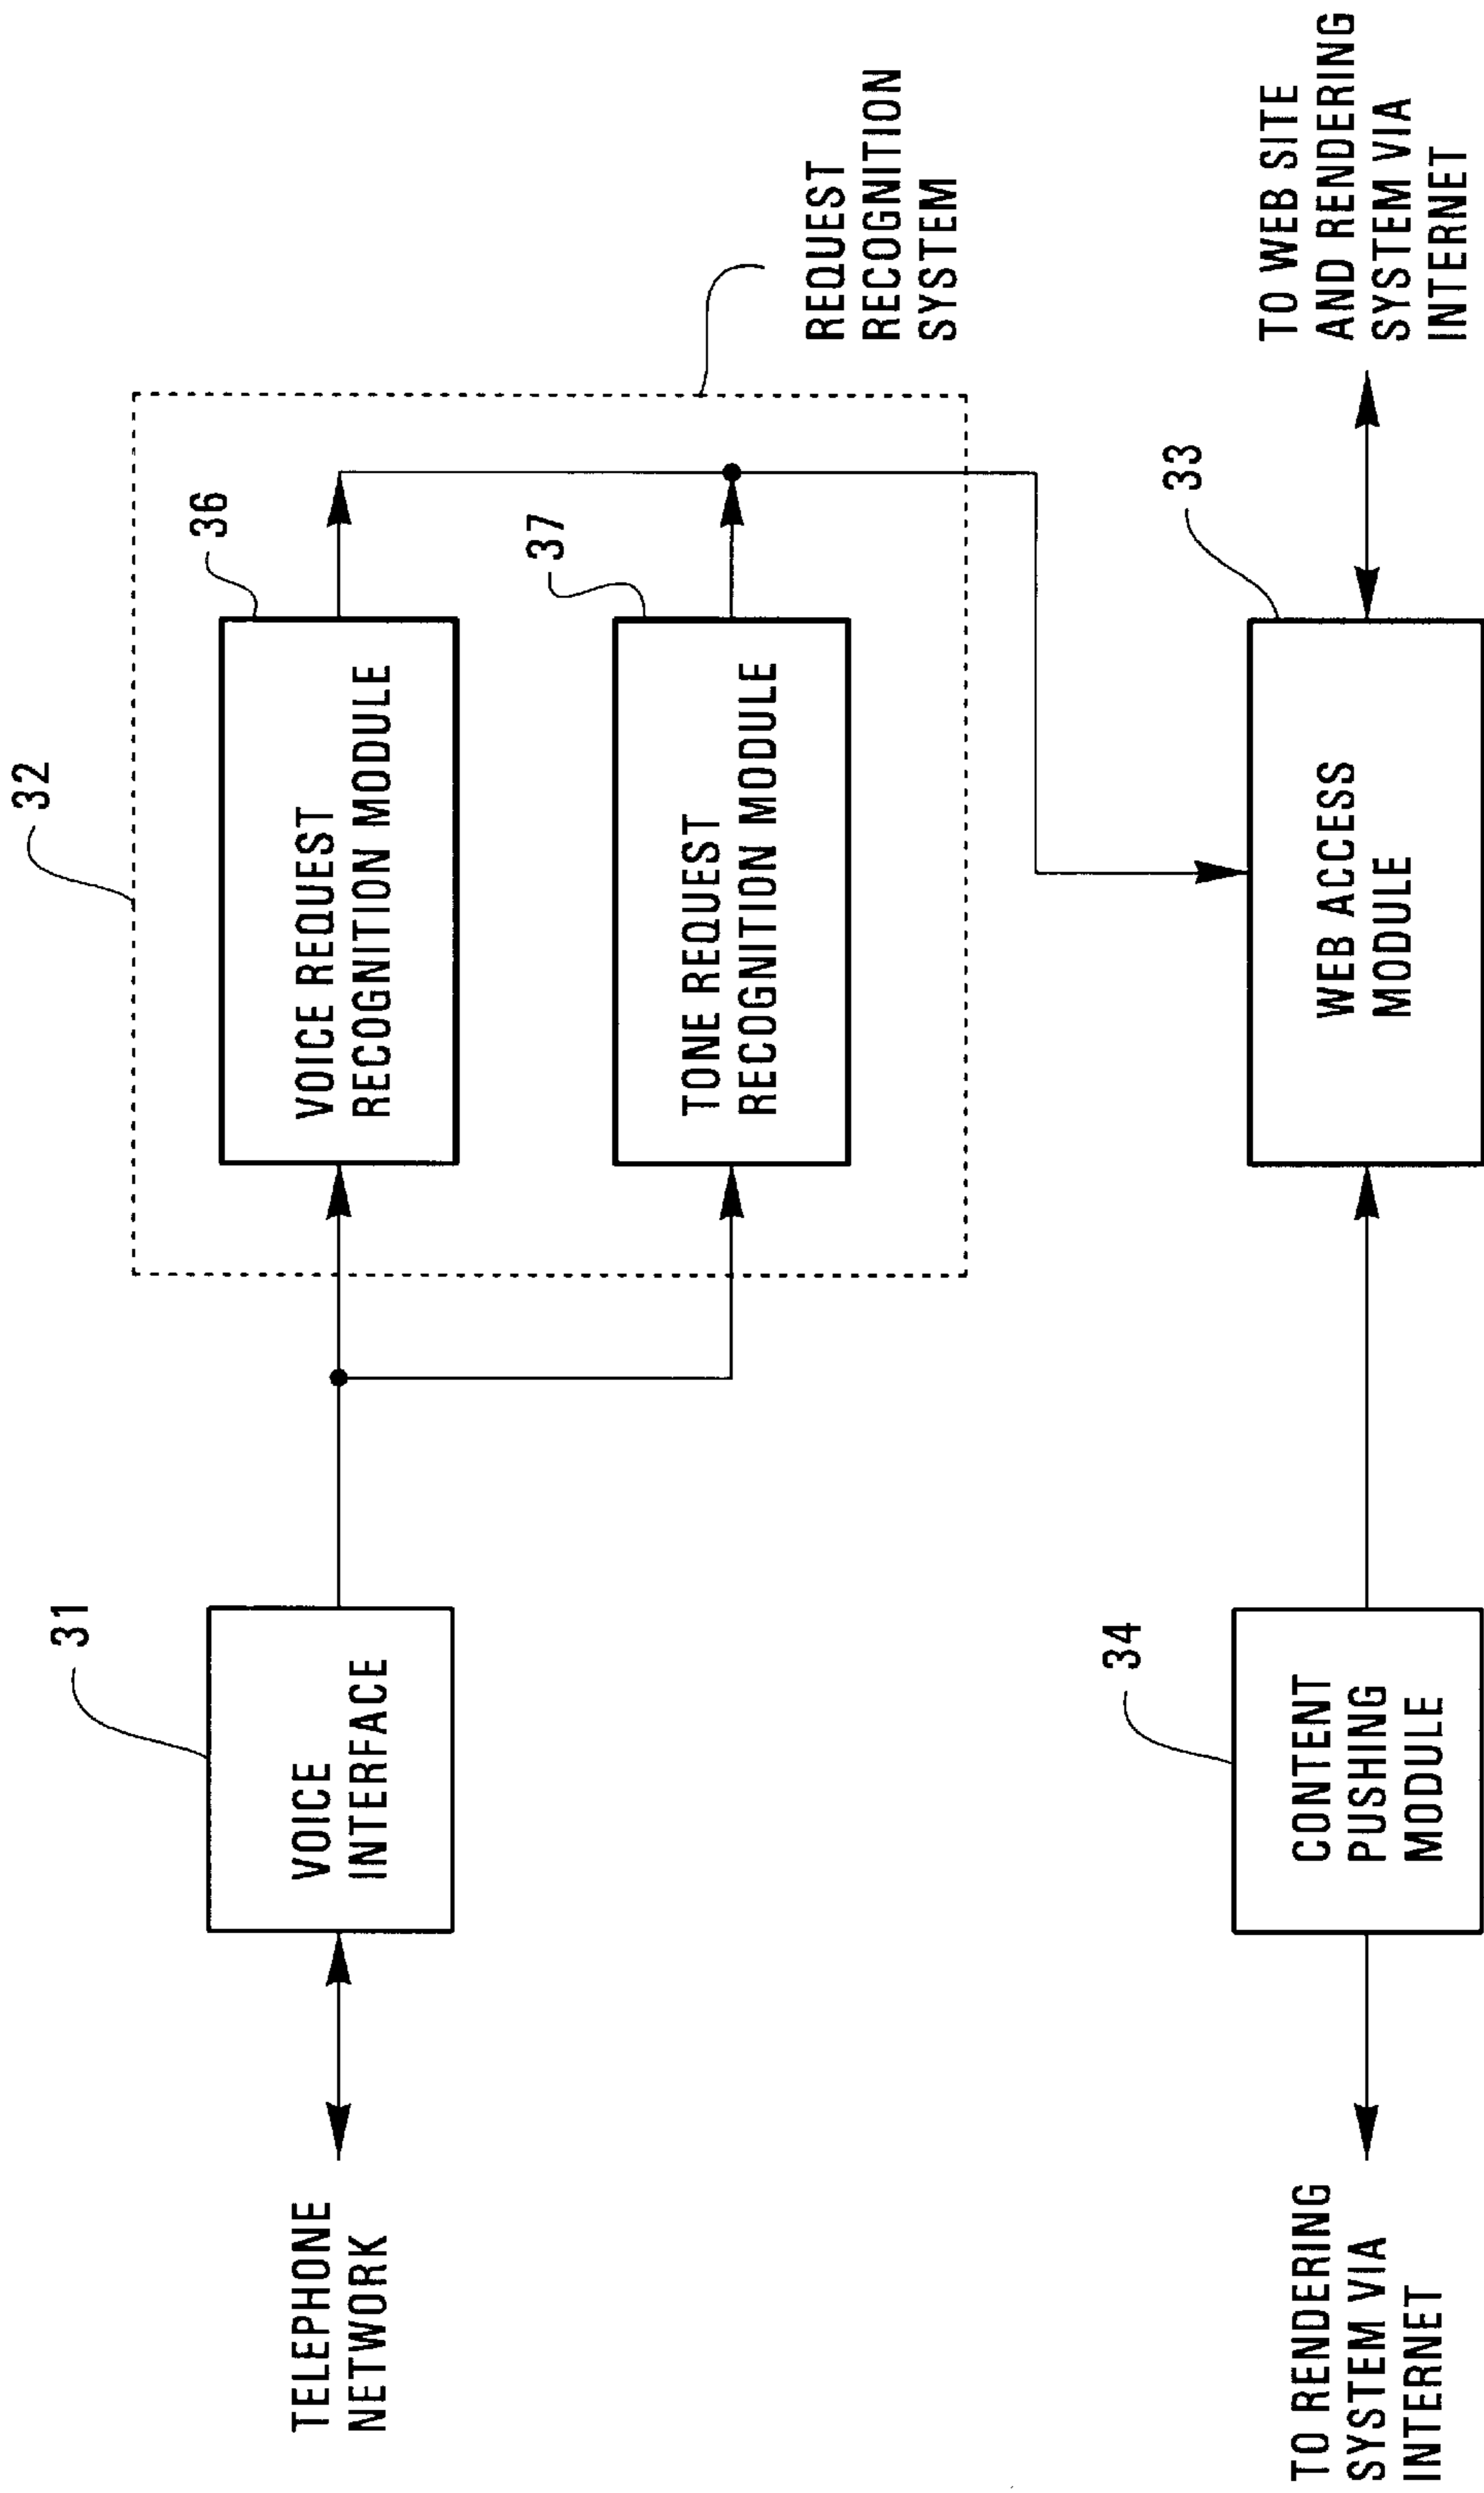 TELEPHONE
NETWORK
31
VOICE
INTERFACE
32
36
VOICE REQUEST
RECOGNITION MODULE
37
TONE REQUEST
RECOGNITION MODULE
REQUEST
RECOGNITION
SYSTEM
TO RENDERING
SYSTEM VIA
INTERNET
34
CONTENT
PUSHING
MODULE
33
WEB ACCESS
MODULE
TO WEB SITE
AND RENDERING
SYSTEM VIA
INTERNET